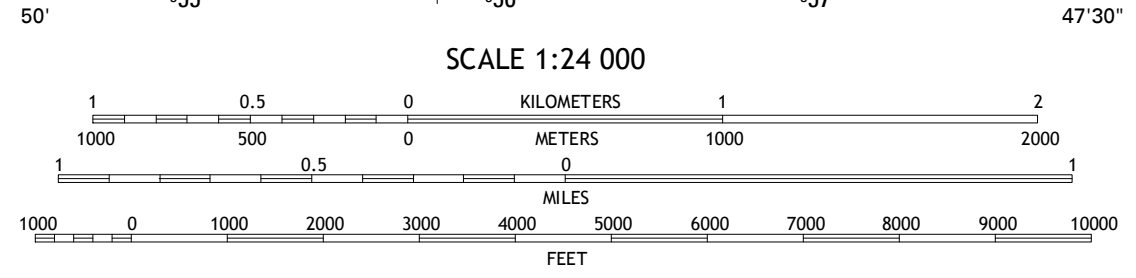 50' 47'30"
SCALE 1:24 000
1 0.5 0 KILOMETERS 1 2
1000 500 0 METERS 1000 2000
1 0.5 0 1
MILES
1000 0 1000 2000 3000 4000 5000 6000 7000 8000 9000 10000
FEET